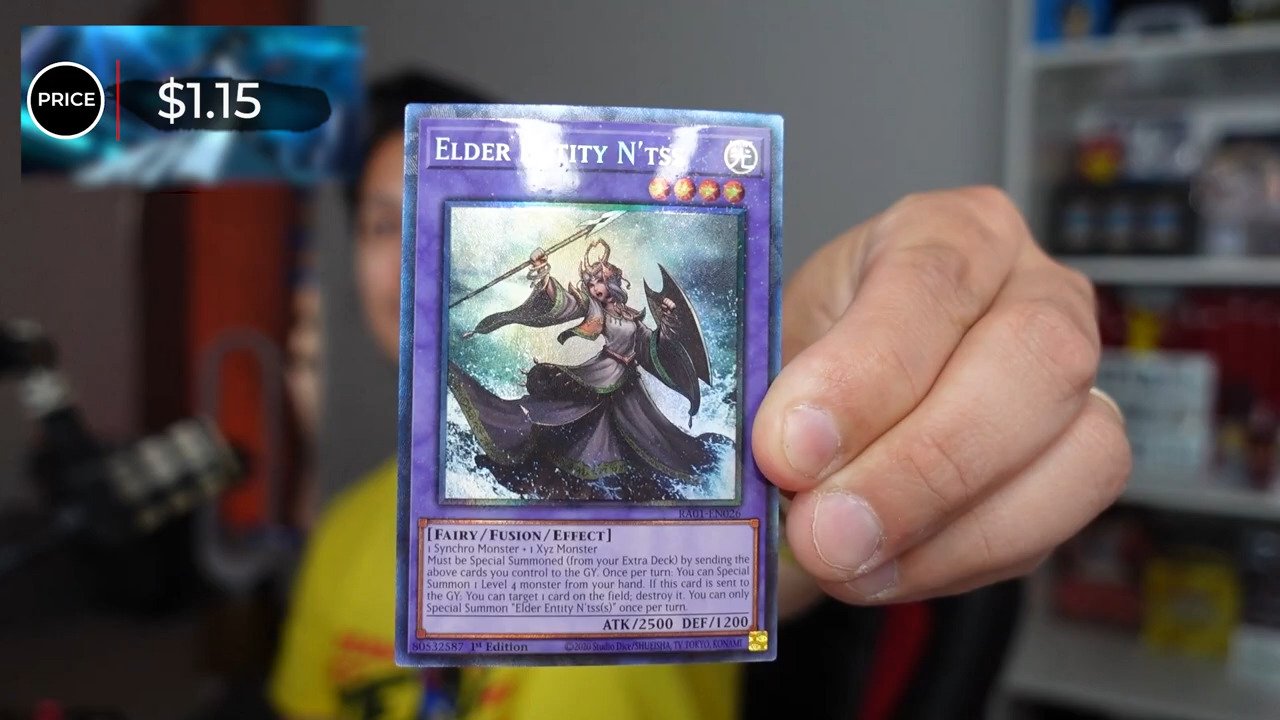 PRICE
$1.15
ELDER ENTITY N'TSS
光
RA01-EN026
[FAIRY/FUSION/EFFECT]
1 Synchro Monster + 1 Xyz Monster
Must be Special Summoned (from your Extra Deck) by sending the
above cards you control to the GY. Once per turn: You can Special
Summon 1 Level 4 monster from your hand. If this card is sent to
the GY: You can target 1 card on the field; destroy it. You can only
Special Summon "Elder Entity N'tss(s)" once per turn.
ATK/2500 DEF/1200
80532587 1st Edition
©2020 Studio Dice/SHUEISHA, TV TOKYO, KONAMI